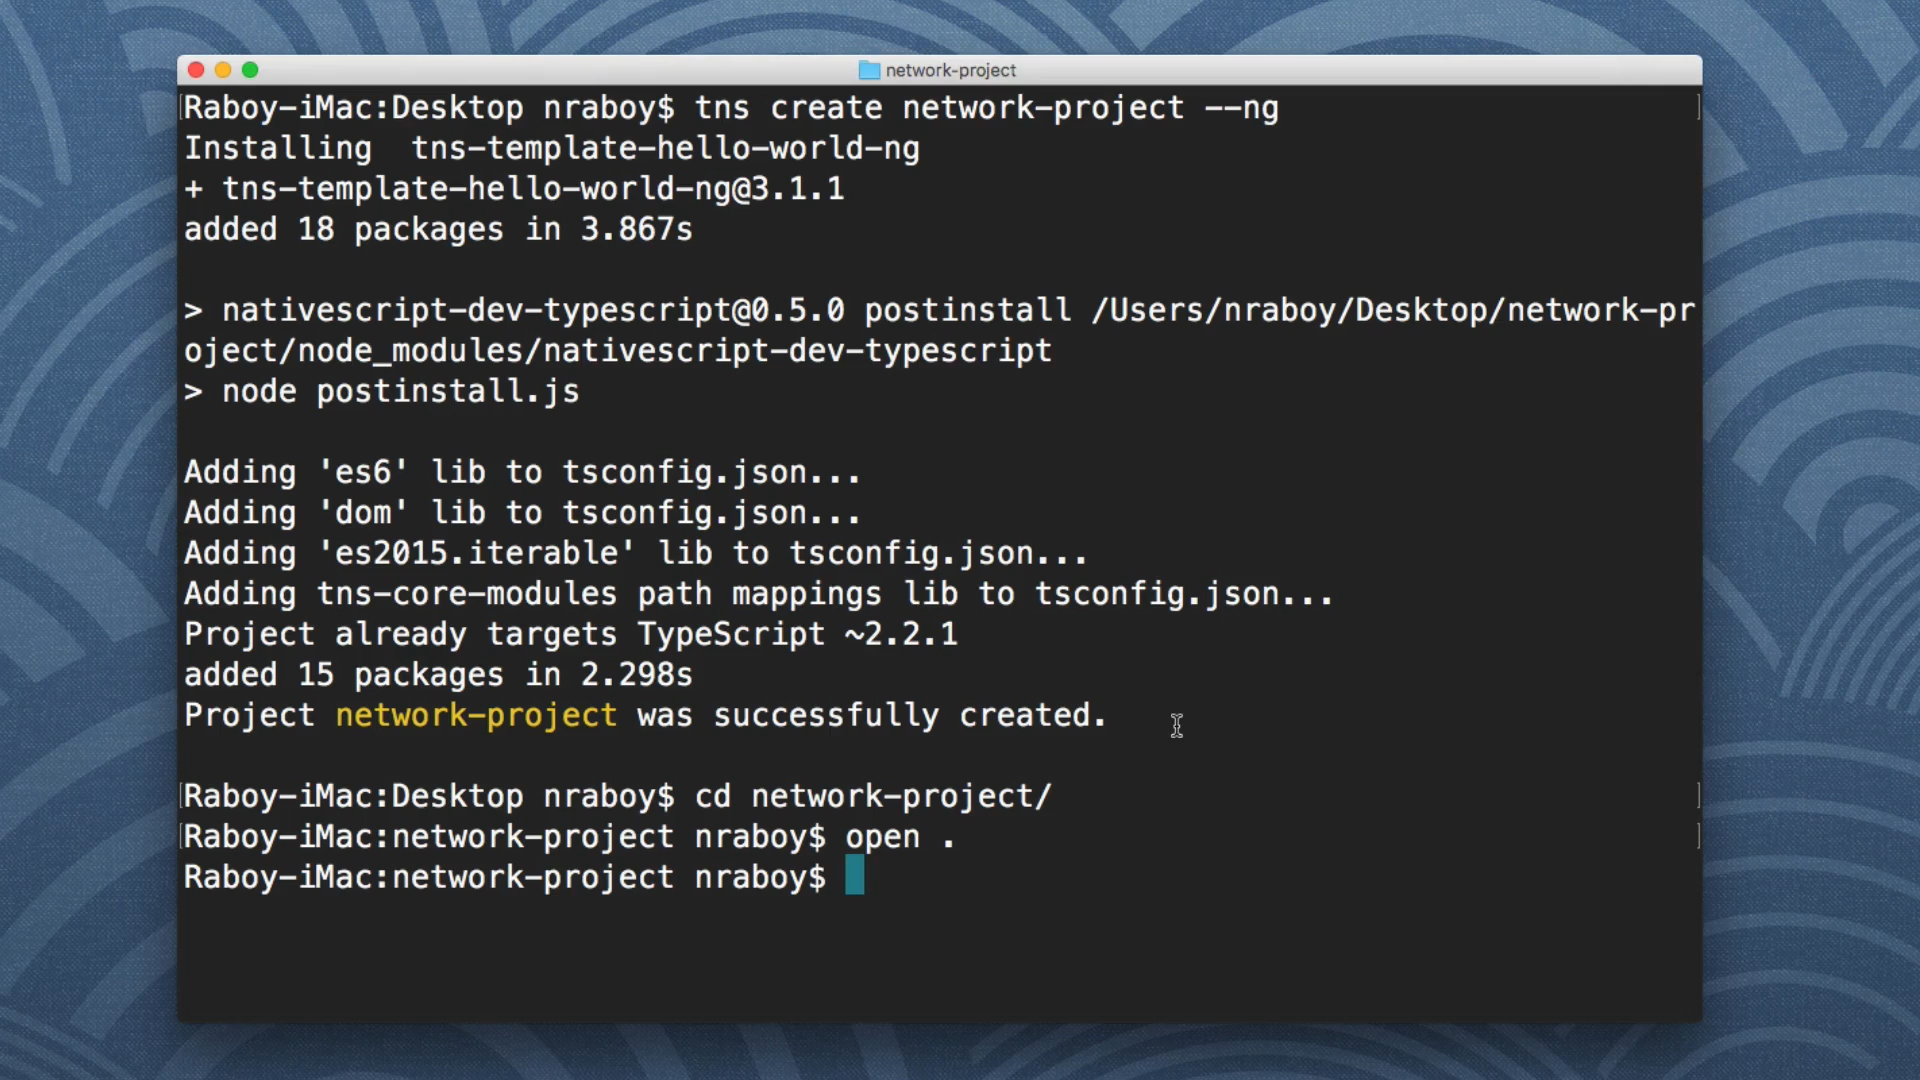 network-project
Raboy-iMac:Desktop nraboy$ tns create network-project --ng
Installing  tns-template-hello-world-ng
+ tns-template-hello-world-ng@3.1.1
added 18 packages in 3.867s
> nativescript-dev-typescript@0.5.0 postinstall /Users/nraboy/Desktop/network-pr
oject/node_modules/nativescript-dev-typescript
> node postinstall.js
Adding 'es6' lib to tsconfig.json...
Adding 'dom' lib to tsconfig.json...
Adding 'es2015.iterable' lib to tsconfig.json...
Adding tns-core-modules path mappings lib to tsconfig.json...
Project already targets TypeScript ~2.2.1
added 15 packages in 2.298s
Project network-project was successfully created.
Raboy-iMac:Desktop nraboy$ cd network-project/
Raboy-iMac:network-project nraboy$ open .
Raboy-iMac:network-project nraboy$